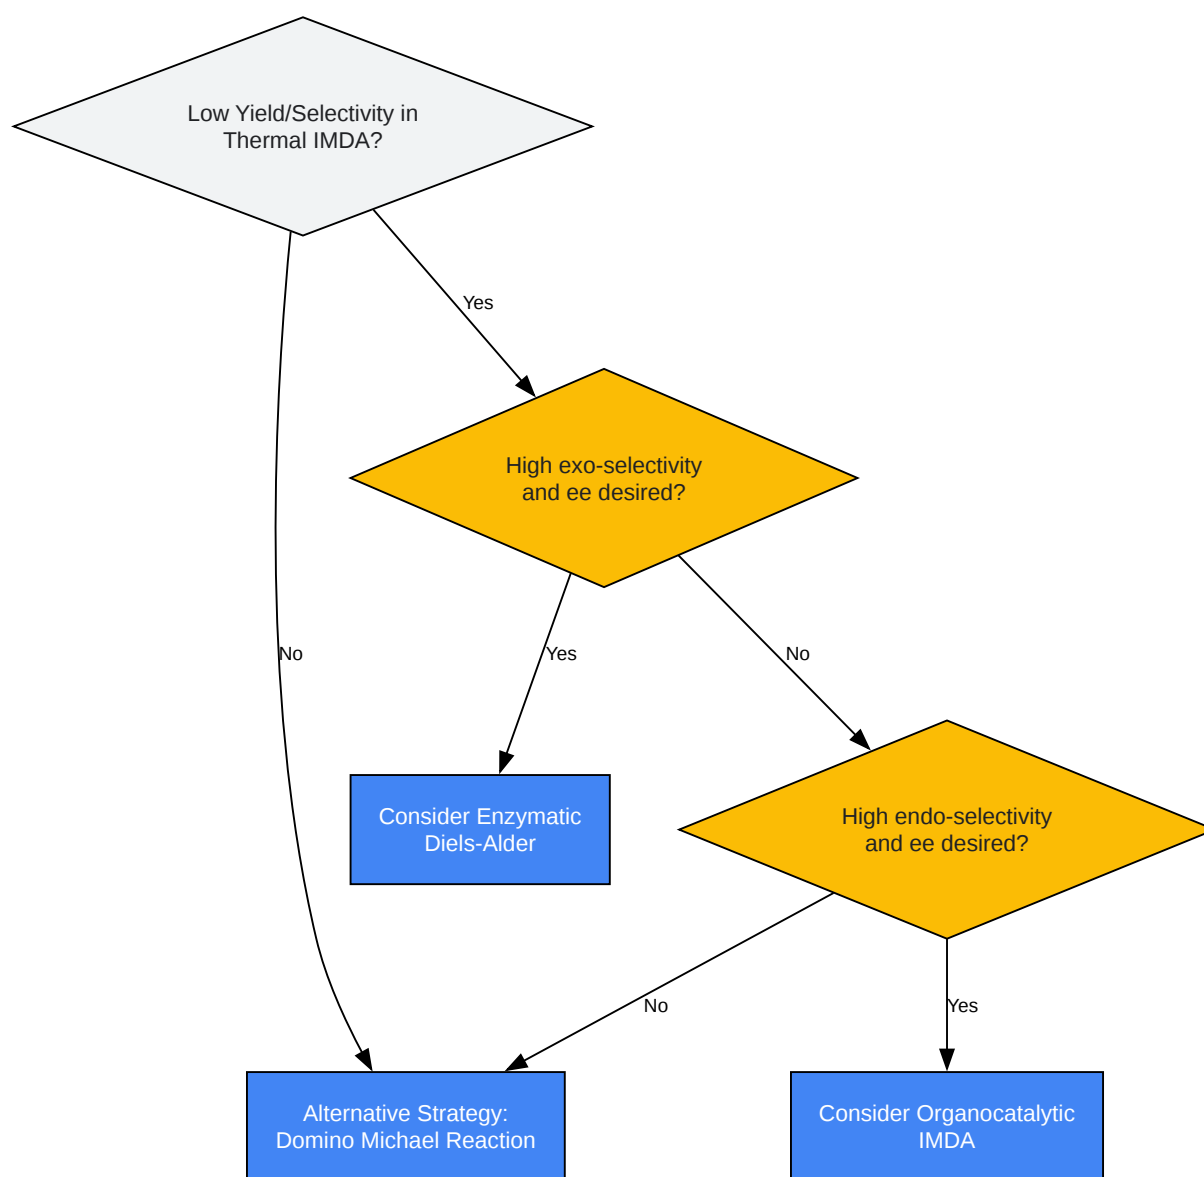 Low Yield/Selectivity in
Thermal IMDA?
Yes
High exo-selectivity
and ee desired?
No
Yes
No
Consider Enzymatic
Diels-Alder
High endo-selectivity
and ee desired?
No
Yes
Alternative Strategy:
Domino Michael Reaction
Consider Organocatalytic
IMDA